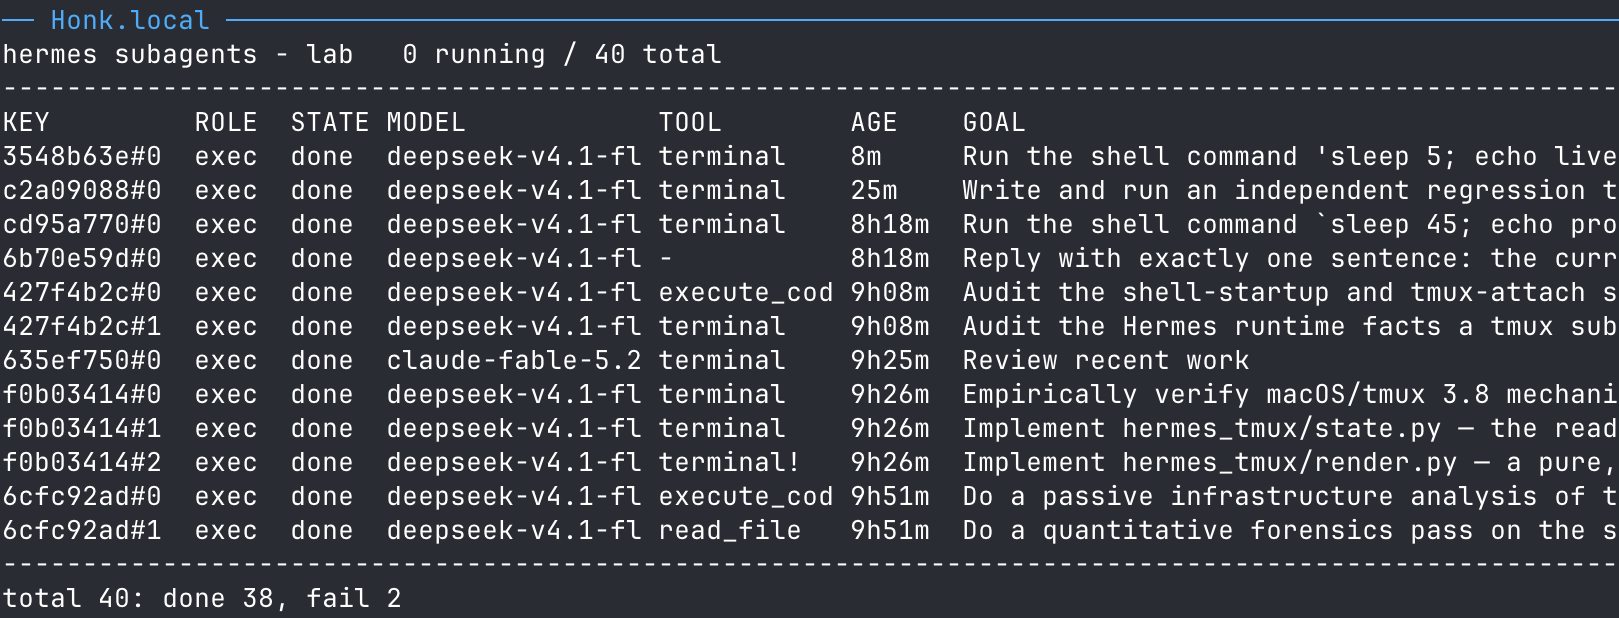 Honk.local
hermes subagents - lab   0 running / 40 total
KEY         ROLE  STATE MODEL            TOOL        AGE    GOAL
3548b63e#0  exec  done  deepseek-v4.1-fl terminal    8m     Run the shell command 'sleep 5; echo live
c2a09088#0  exec  done  deepseek-v4.1-fl terminal    25m    Write and run an independent regression t
cd95a770#0  exec  done  deepseek-v4.1-fl terminal    8h18m  Run the shell command `sleep 45; echo pro
6b70e59d#0  exec  done  deepseek-v4.1-fl -           8h18m  Reply with exactly one sentence: the curr
427f4b2c#0  exec  done  deepseek-v4.1-fl execute_cod 9h08m  Audit the shell-startup and tmux-attach s
427f4b2c#1  exec  done  deepseek-v4.1-fl terminal    9h08m  Audit the Hermes runtime facts a tmux sub
635ef750#0  exec  done  claude-fable-5.2 terminal    9h25m  Review recent work
f0b03414#0  exec  done  deepseek-v4.1-fl terminal    9h26m  Empirically verify macOS/tmux 3.8 mechani
f0b03414#1  exec  done  deepseek-v4.1-fl terminal    9h26m  Implement hermes_tmux/state.py — the read
f0b03414#2  exec  done  deepseek-v4.1-fl terminal!   9h26m  Implement hermes_tmux/render.py — a pure,
6cfc92ad#0  exec  done  deepseek-v4.1-fl execute_cod 9h51m  Do a passive infrastructure analysis of t
6cfc92ad#1  exec  done  deepseek-v4.1-fl read_file   9h51m  Do a quantitative forensics pass on the s
total 40: done 38, fail 2